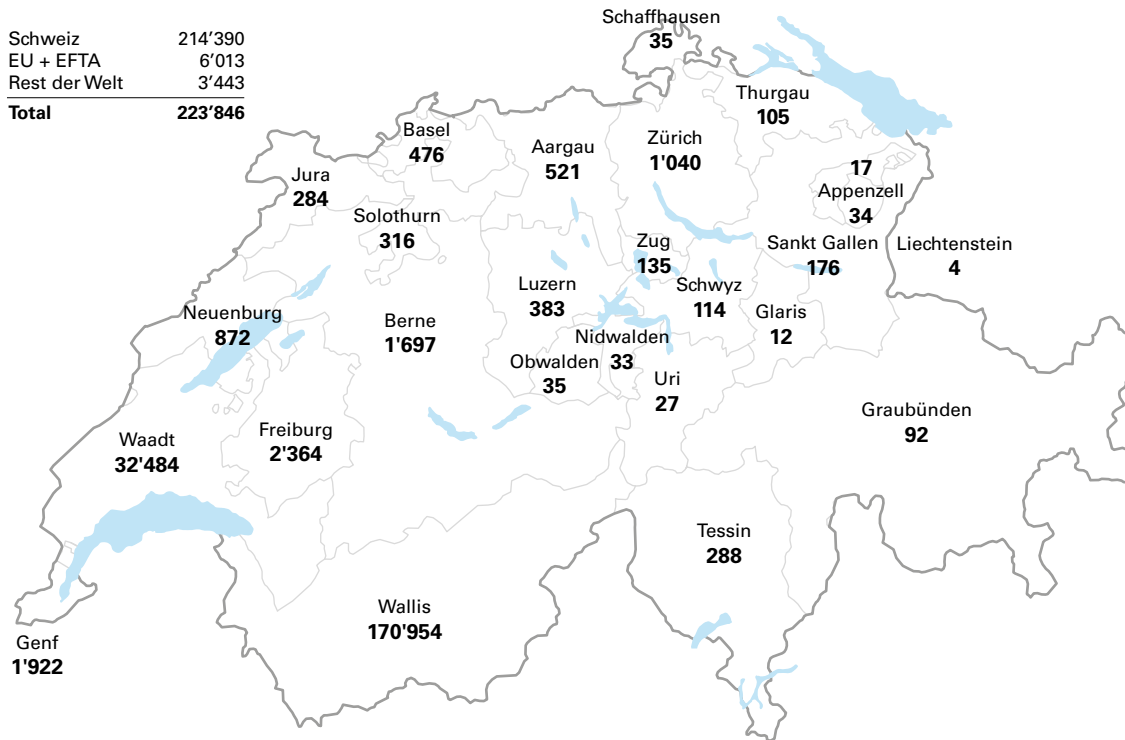 Schweiz 214’390
EU + EFTA 6’013
Rest der Welt 3’443
Total 223’846
Schaffhausen
35
Thurgau
105
Basel
476
Aargau
521
Zürich
1'040
17
Appenzell
34
Jura
284
Solothurn
316
Zug
135
Sankt Gallen
176
Liechtenstein
4
Luzern
383
Schwyz
114
Neuenburg
872
Berne
1'697
Glaris
12
Nidwalden
33
Obwalden
35
Uri
27
Graubünden
92
Waadt
32'484
Freiburg
2'364
Tessin
288
Wallis
170'954
Genf
1'922